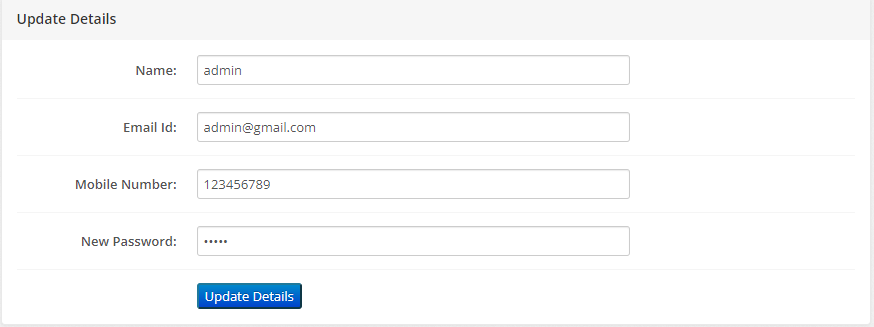 Update Details
Name: admin
Email Id: admin@gmail.com
Mobile Number: 123456789
New Password: •••••
Update Details